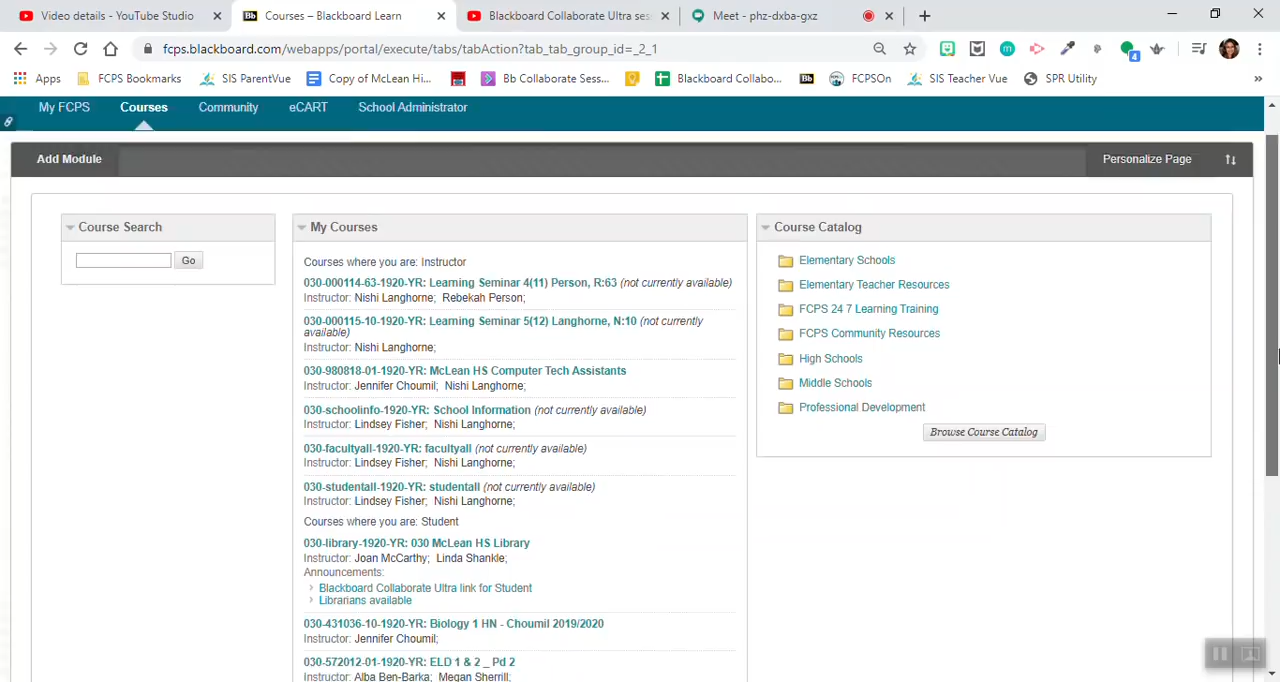 Video details - YouTube Studio
Courses – Blackboard Learn
Blackboard Collaborate Ultra ses
Meet - phz-dxba-gxz
fcps.blackboard.com/webapps/portal/execute/tabs/tabAction?tab_tab_group_id=_2_1
Apps
FCPS Bookmarks
SIS ParentVue
Copy of McLean Hi...
Bb Collaborate Sess...
Blackboard Collabo...
FCPSOn
SIS Teacher Vue
SPR Utility
My FCPS
Courses
Community
eCART
School Administrator
Add Module
Personalize Page
Course Search
Go
My Courses
Courses where you are: Instructor
030-000114-63-1920-YR: Learning Seminar 4(11) Person, R:63 (not currently available)
Instructor: Nishi Langhorne; Rebekah Person;
030-000115-10-1920-YR: Learning Seminar 5(12) Langhorne, N:10 (not currently
available)
Instructor: Nishi Langhorne;
030-980818-01-1920-YR: McLean HS Computer Tech Assistants
Instructor: Jennifer Choumil; Nishi Langhorne;
030-schoolinfo-1920-YR: School Information (not currently available)
Instructor: Lindsey Fisher; Nishi Langhorne;
030-facultyall-1920-YR: facultyall (not currently available)
Instructor: Lindsey Fisher; Nishi Langhorne;
030-studentall-1920-YR: studentall (not currently available)
Instructor: Lindsey Fisher; Nishi Langhorne;
Courses where you are: Student
030-library-1920-YR: 030 McLean HS Library
Instructor: Joan McCarthy; Linda Shankle;
Announcements:
Blackboard Collaborate Ultra link for Student
Librarians available
030-431036-10-1920-YR: Biology 1 HN - Choumil 2019/2020
Instructor: Jennifer Choumil;
030-572012-01-1920-YR: ELD 1 & 2 _ Pd 2
Instructor: Alba Ben-Barka; Megan Sherrill;
Course Catalog
Elementary Schools
Elementary Teacher Resources
FCPS 24 7 Learning Training
FCPS Community Resources
High Schools
Middle Schools
Professional Development
Browse Course Catalog